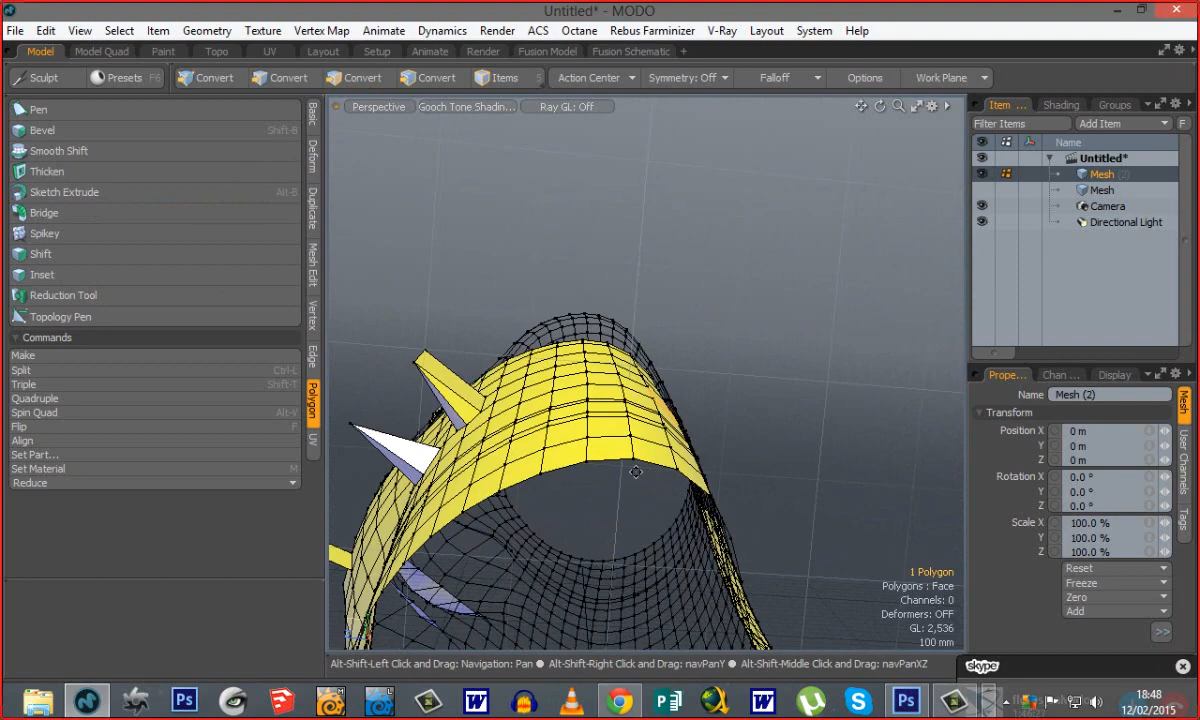 Untitled* - MODO
File Edit View Select Item Geometry Texture Vertex Map Animate Dynamics Render ACS Octane Rebus Farminizer V-Ray Layout System Help
Model Model Quad Paint Topo UV Layout Setup Animate Render Fusion Model Fusion Schematic +
Sculpt Presets F6 Convert Convert Convert Convert Items 5 Action Center Symmetry: Off Falloff Options Work Plane
Pen
Bevel Shift-B
Smooth Shift
Thicken
Sketch Extrude Alt-B
Bridge
Spikey
Shift
Inset
Reduction Tool
Topology Pen
Commands
Make
Split Ctrl-L
Triple Shift-T
Quadruple
Spin Quad Alt-V
Flip F
Align
Set Part...
Set Material M
Reduce
Basic
Deform
Duplicate
Mesh Edit
Vertex
Edge
Polygon
UV
Perspective Gooch Tone Shadin... Ray GL: Off
1 Polygon
Polygons : Face
Channels: 0
Deformers: OFF
GL: 2,536
100 mm
Alt-Shift-Left Click and Drag: Navigation: Pan ● Alt-Shift-Right Click and Drag: navPanY ● Alt-Shift-Middle Click and Drag: navPanXZ
Item ... Shading Groups
Filter Items Add Item F
Name
Untitled*
Mesh (2)
Mesh
Camera
Directional Light
Prope... Chan ... Display
Name Mesh (2)
Transform
Position X 0 m
Y 0 m
Z 0 m
Rotation X 0.0 °
Y 0.0 °
Z 0.0 °
Scale X 100.0 %
Y 100.0 %
Z 100.0 %
Reset
Freeze
Zero
Add
>>
Mesh
User Channels
Tags
skype
18:48
12/02/2015